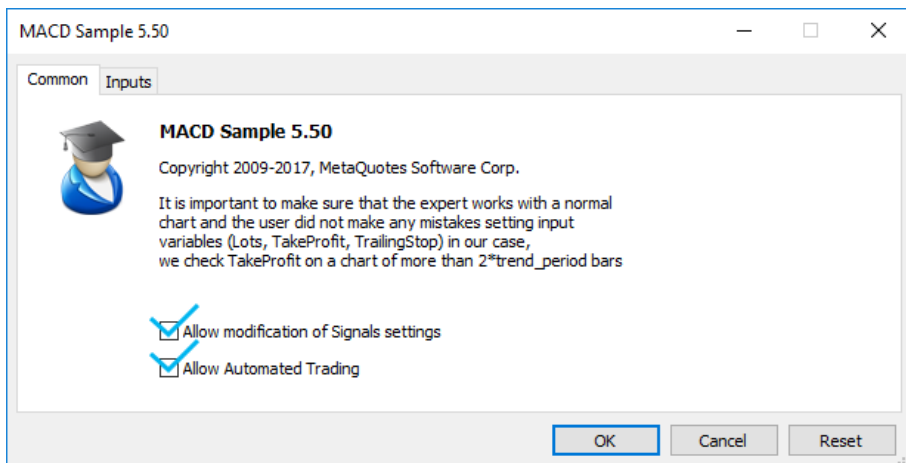 MACD Sample 5.50
Common
Inputs
MACD Sample 5.50
Copyright 2009-2017, MetaQuotes Software Corp.
It is important to make sure that the expert works with a normal
chart and the user did not make any mistakes setting input
variables (Lots, TakeProfit, TrailingStop) in our case,
we check TakeProfit on a chart of more than 2*trend_period bars
Allow modification of Signals settings
Allow Automated Trading
OK
Cancel
Reset